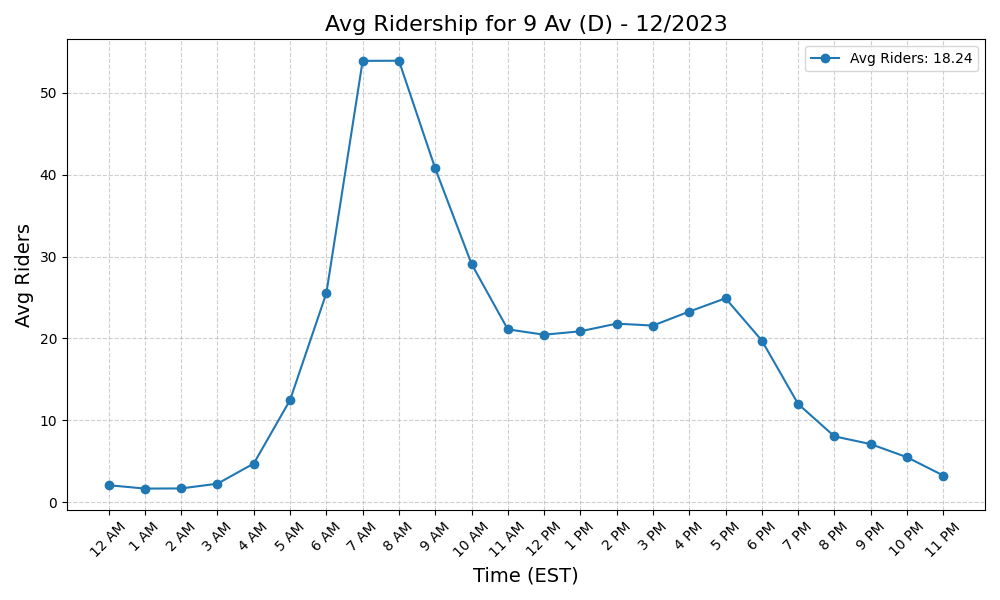 Avg Ridership for 9 Av (D) - 12/2023
Avg Riders: 18.24
Avg Riders
50
40
30
20
10
0
12 AM
1 AM
2 AM
3 AM
4 AM
5 AM
6 AM
7 AM
8 AM
9 AM
10 AM
11 AM
12 PM
1 PM
2 PM
3 PM
4 PM
5 PM
6 PM
7 PM
8 PM
9 PM
10 PM
11 PM
Time (EST)